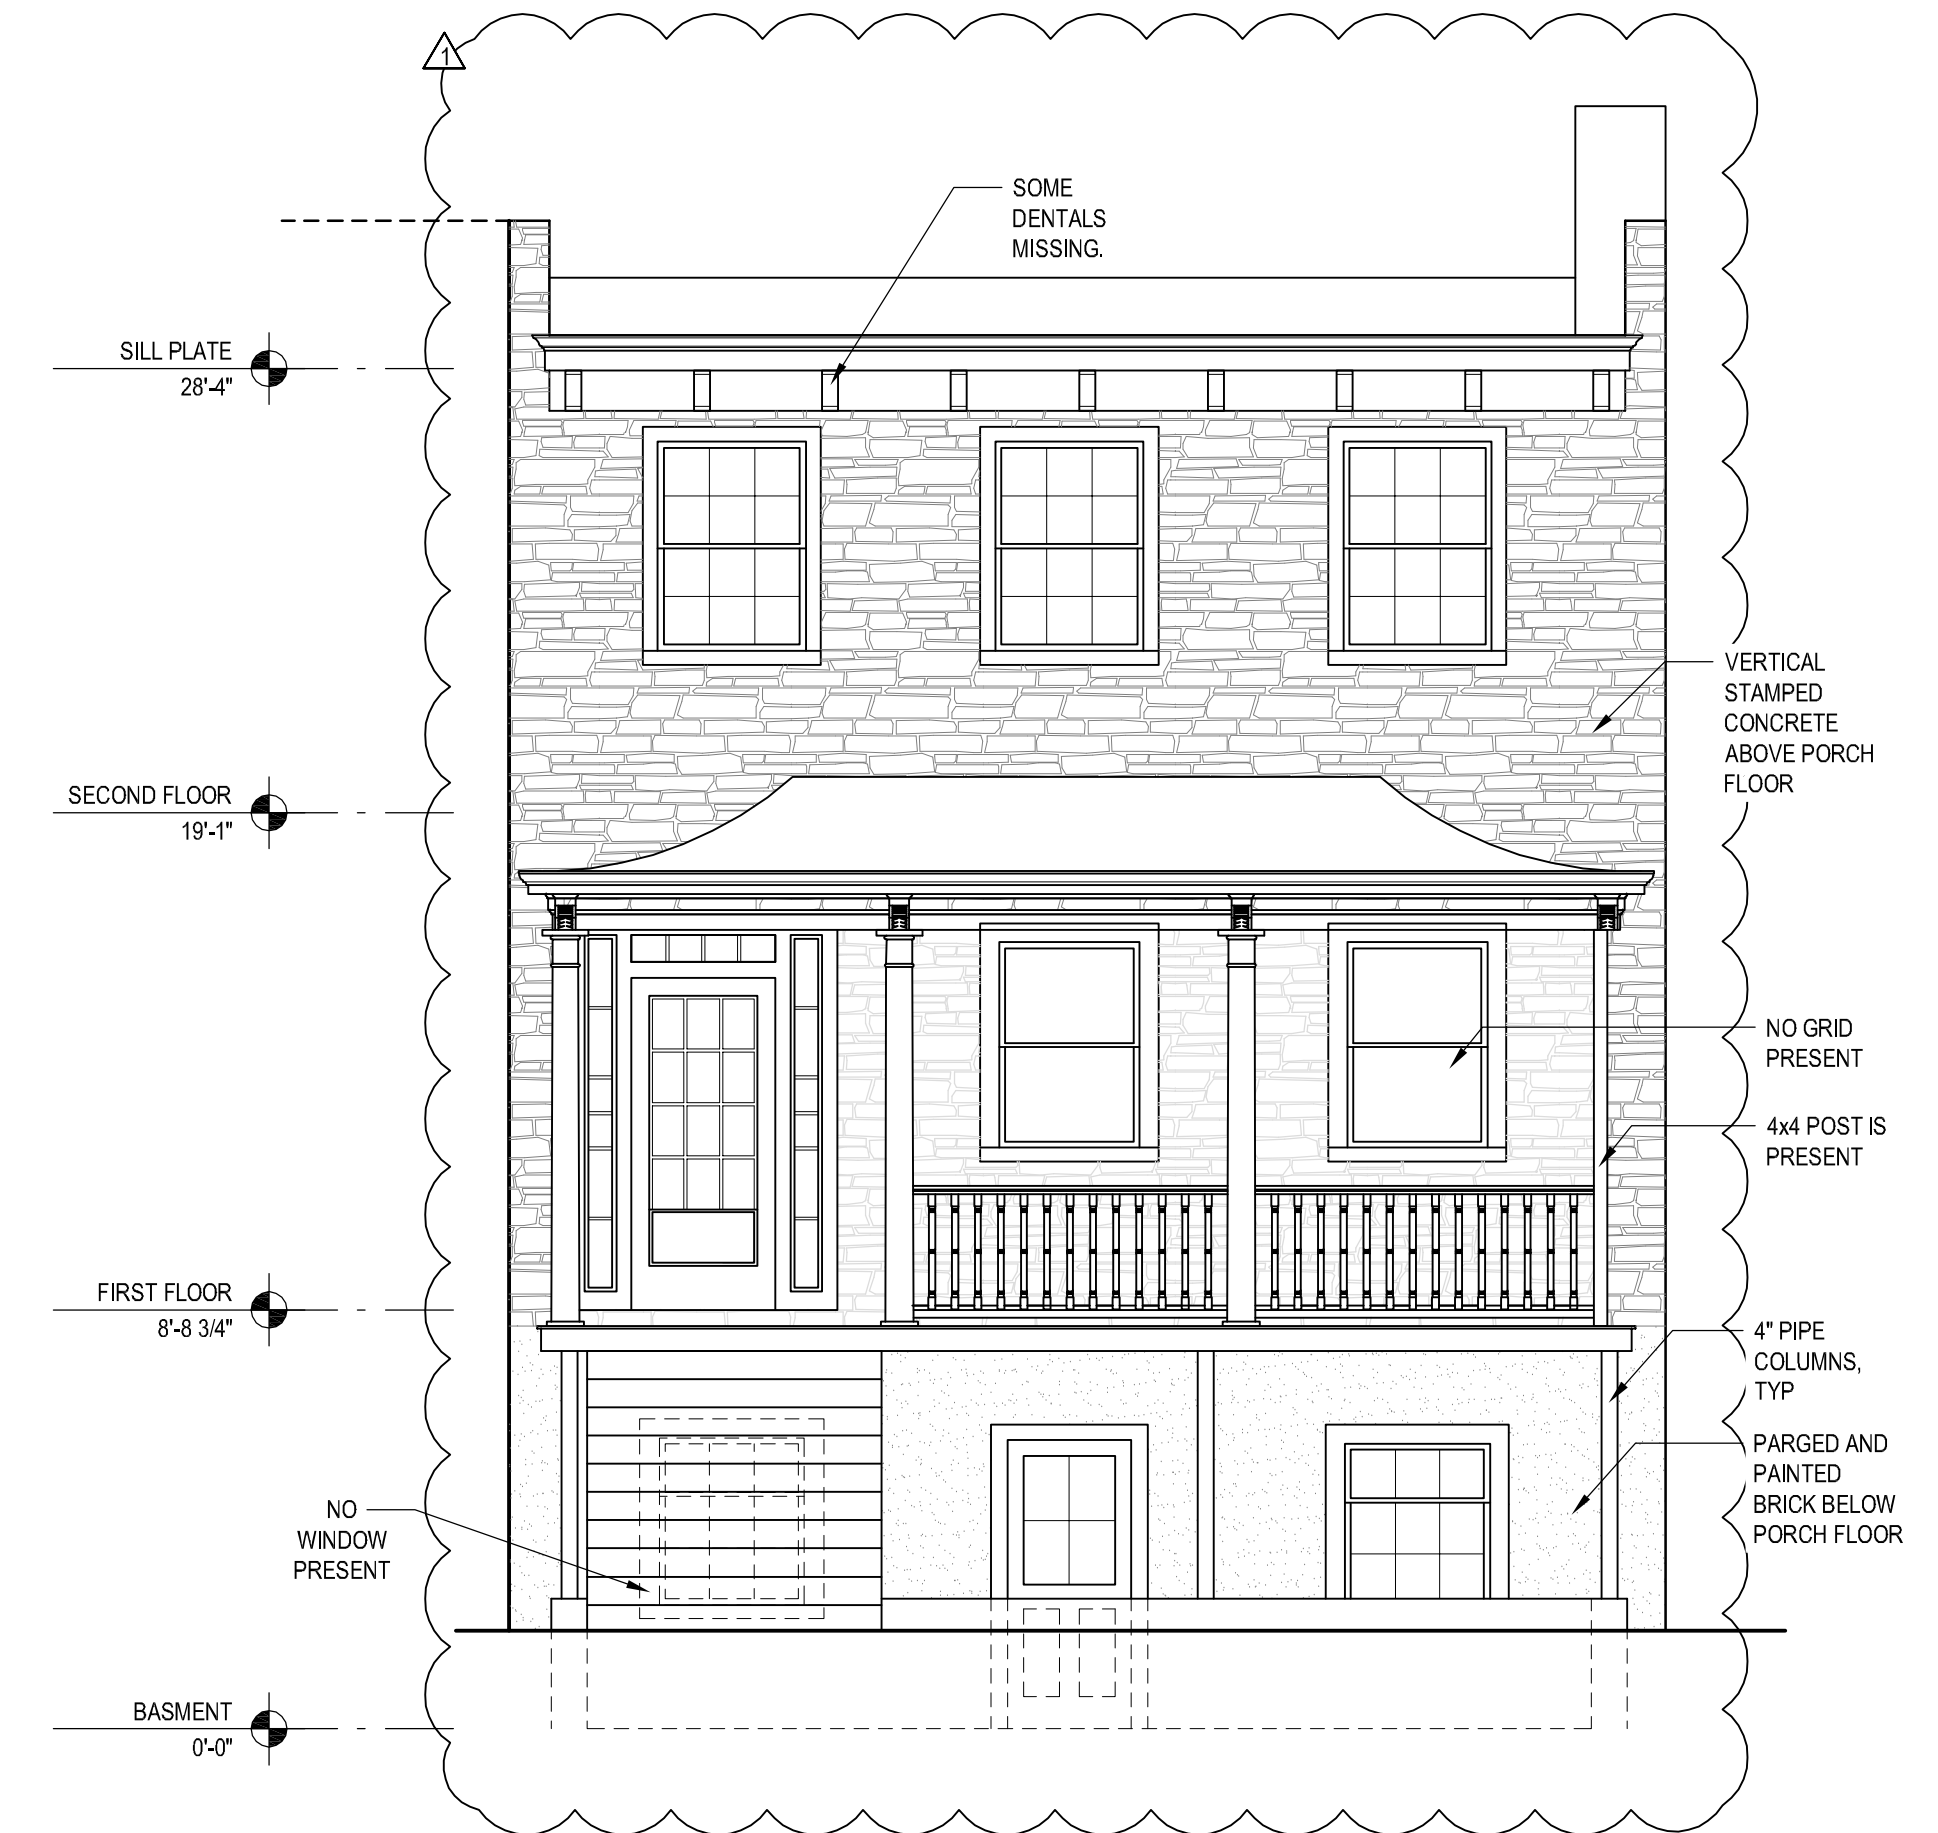 1
SOME
DENTALS
MISSING.
SILL PLATE
28'-4"
VERTICAL
STAMPED
CONCRETE
ABOVE PORCH
FLOOR
SECOND FLOOR
19'-1"
NO GRID
PRESENT
4x4 POST IS
PRESENT
FIRST FLOOR
8'-8 3/4"
4" PIPE
COLUMNS,
TYP
PARGED AND
PAINTED
BRICK BELOW
PORCH FLOOR
NO
WINDOW
PRESENT
BASMENT
0'-0"